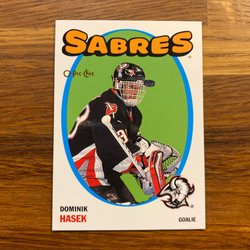 SABRES
O-Pee-Chee
DOMINIK
HASEK
GOALIE